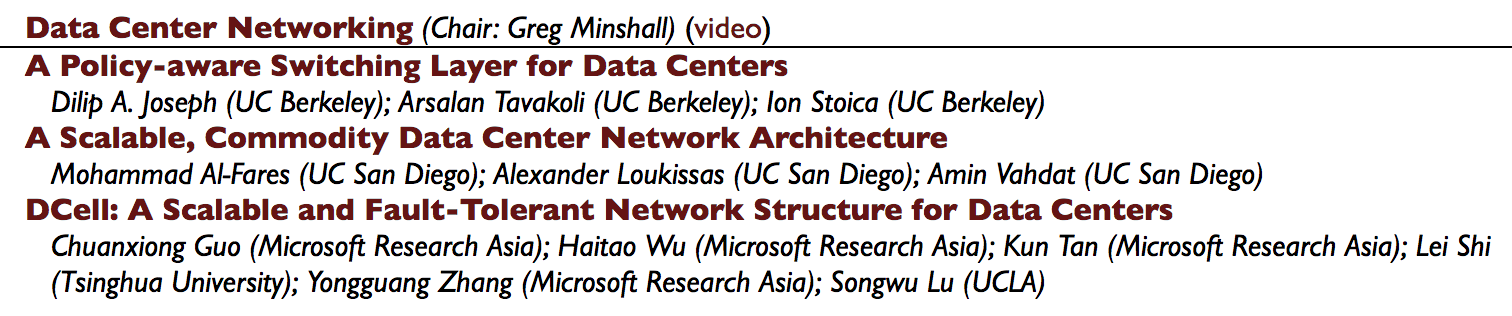 Data Center Networking (Chair: Greg Minshall) (video)
A Policy-aware Switching Layer for Data Centers
Dilip A. Joseph (UC Berkeley); Arsalan Tavakoli (UC Berkeley); Ion Stoica (UC Berkeley)
A Scalable, Commodity Data Center Network Architecture
Mohammad Al-Fares (UC San Diego); Alexander Loukissas (UC San Diego); Amin Vahdat (UC San Diego)
DCell: A Scalable and Fault-Tolerant Network Structure for Data Centers
Chuanxiong Guo (Microsoft Research Asia); Haitao Wu (Microsoft Research Asia); Kun Tan (Microsoft Research Asia); Lei Shi
(Tsinghua University); Yongguang Zhang (Microsoft Research Asia); Songwu Lu (UCLA)